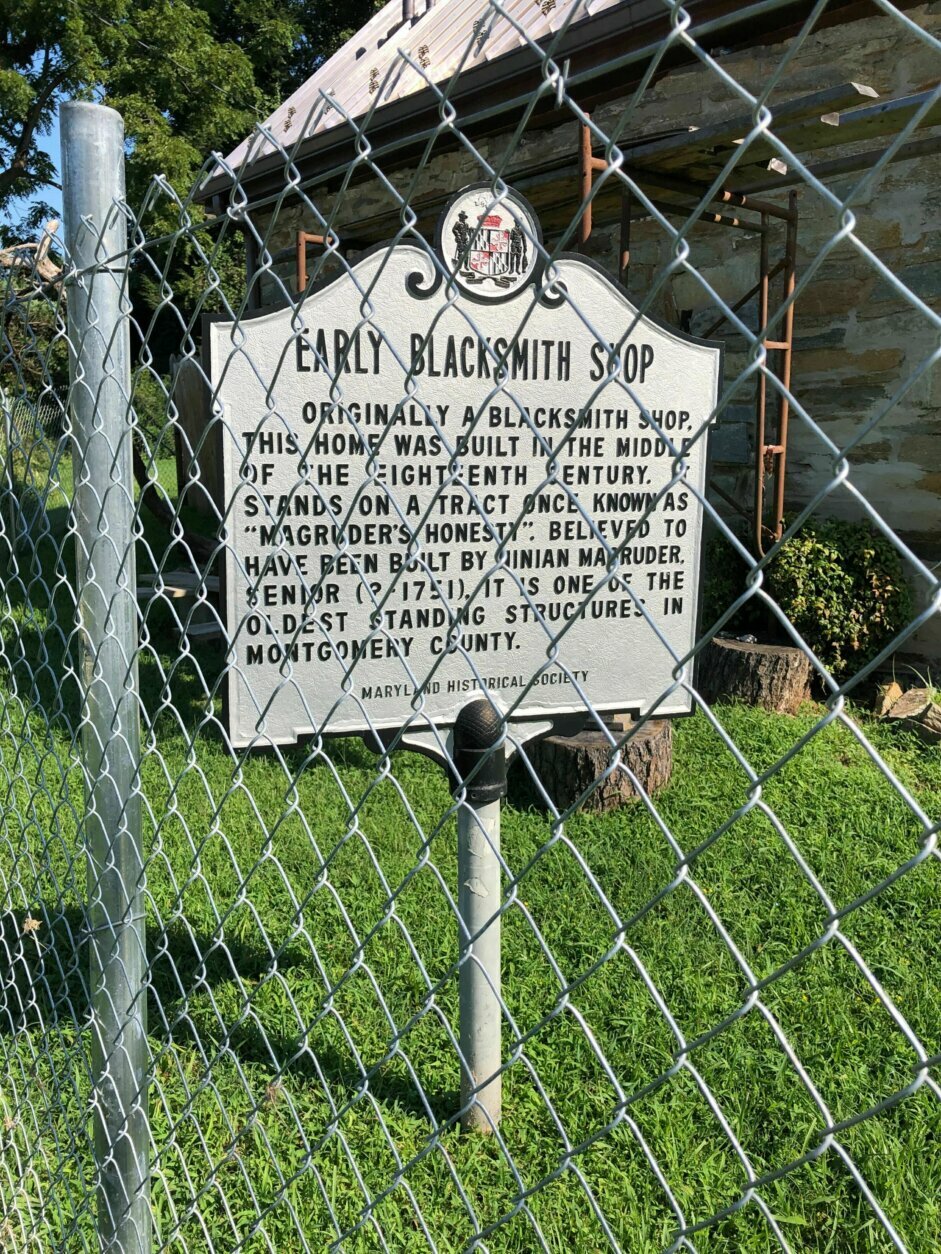 EARLY BLACKSMITH SHOP
ORIGINALLY A BLACKSMITH SHOP,
THIS HOME WAS BUILT IN THE MIDDLE
OF THE EIGHTEENTH CENTURY. IT
STANDS ON A TRACT ONCE KNOWN AS
"MAGRUDER'S HONESTY". BELIEVED TO
HAVE BEEN BUILT BY NINIAN MAGRUDER,
SENIOR (?-1751), IT IS ONE OF THE
OLDEST STANDING STRUCTURES IN
MONTGOMERY COUNTY.
MARYLAND HISTORICAL SOCIETY